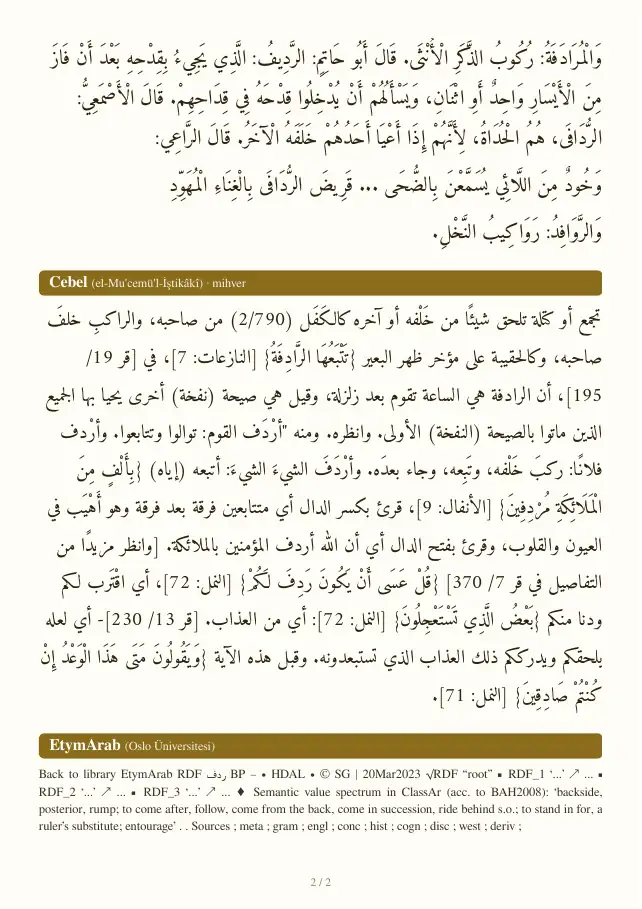 وَالْمُرَادَفَةُ: رُكُوبُ الذَّكَرِ الْأُنْثَى. قَالَ أَبُو حَاتِمٍ: الرَّدِيفُ: الَّذِي يَجِيءُ بِقِدْحِهِ بَعْدَ أَنْ فَازَ
مِنَ الْأَيْسَارِ وَاحِدٌ أَوِ اثْنَانِ، وَيَسْأَلُهُمْ أَنْ يُدْخِلُوا قِدْحَهُ فِي قِدَاحِهِمْ. قَالَ الْأَصْمَعِيُّ:
الرُّدَافَى، هُمُ الْحُدَاةُ، لِأَنَّهُمْ إِذَا أَعْيَا أَحَدُهُمْ خَلَفَهُ الْآخَرُ. قَالَ الرَّاعِي:
وَخُودٌ مِنَ اللَّائِي يُسَمَّعْنَ بِالضُّحَى ... قَرِيضَ الرُّدَافَى بِالْغِنَاءِ الْمُهَوِّدِ
وَالرَّوَافِدُ: رَوَاكِيبُ النَّخْلِ.
Cebel (el-Mu'cemü'l-İştikâkî) · mihver
تجمع أو كتلة تلحق شيئًا من خَلْفه أو آخره كالكَفَل (2/790) من صاحبه، والراكبِ خلفَ
صاحبه، وكالحقيبة على مؤخر ظهر البعير {تَتْبَعُهَا الرَّادِفَةُ} [النازعات: 7]، في [قر 19/
195]، أن الرادفة هي الساعة تقوم بعد زلزلة، وقيل هي صيحة (نفخة) أخرى يحيا بها الجميع
الذين ماتوا بالصيحة (النفخة) الأولى. وانظره. ومنه "أرْدَف القوم: توالوا وتتابعوا. وأرْدف
فلانًا: ركبَ خَلْفه، وتَبِعه، وجاء بعدَه. وأرْدَفَ الشيءَ الشيءَ: أتبعه (إياه) {بِأَلْفٍ مِنَ
الْمَلَائِكَةِ مُرْدِفِينَ} [الأنفال: 9]، قرئ بكسر الدال أي متتابعين فرقة بعد فرقة وهو أَهْيَب في
العيون والقلوب، وقرئ بفتح الدال أي أن الله أردف المؤمنين بالملائكة. [وانظر مزيدًا من
التفاصيل في قر 7/ 370] {قُلْ عَسَى أَنْ يَكُونَ رَدِفَ لَكُمْ} [النمل: 72]، أي اقْتَرب لكم
ودنا منكم {بَعْضُ الَّذِي تَسْتَعْجِلُونَ} [النمل: 72]: أي من العذاب. [قر 13/ 230]- أي لعله
يلحقكم ويدرككم ذلك العذاب الذي تستبعدونه. وقبل هذه الآية {وَيَقُولُونَ مَتَى هَذَا الْوَعْدُ إِنْ
كُنْتُمْ صَادِقِينَ} [النمل: 71].
EtymArab (Oslo Üniversitesi)
Back to library EtymArab RDF ردف BP – • HDAL • © SG | 20Mar2023 √RDF “root” ▪ RDF_1 ‘...’ ↗ ... ▪
RDF_2 ‘...’ ↗ ... ▪ RDF_3 ‘...’ ↗ ... ♦ Semantic value spectrum in ClassAr (acc. to BAH2008): ‘backside,
posterior, rump; to come after, follow, come from the back, come in succession, ride behind s.o.; to stand in for, a
ruler’s substitute; entourage’ . . Sources ; meta ; gram ; engl ; conc ; hist ; cogn ; disc ; west ; deriv ;
2 / 2